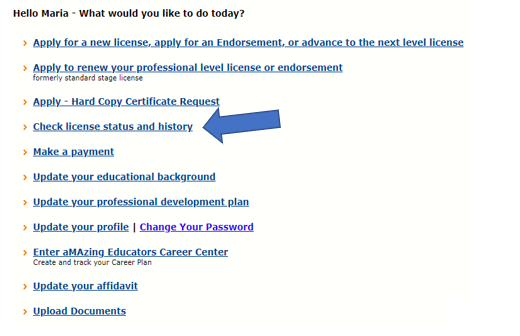 Hello Maria - What would you like to do today?
Apply for a new license, apply for an Endorsement, or advance to the next level license
Apply to renew your professional level license or endorsement
formerly standard stage license
Apply - Hard Copy Certificate Request
Check license status and history
Make a payment
Update your educational background
Update your professional development plan
Update your profile | Change Your Password
Enter aMAzing Educators Career Center
Create and track your Career Plan
Update your affidavit
Upload Documents